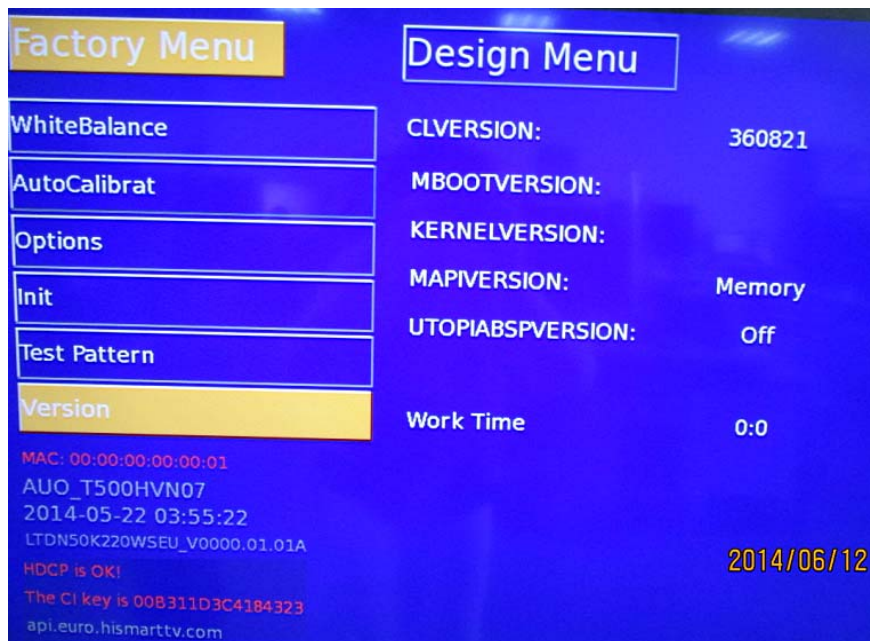 Factory Menu
Design Menu
WhiteBalance
AutoCalibrat
Options
Init
Test Pattern
Version
CLVERSION: 360821
MBOOTVERSION:
KERNELVERSION:
MAPIVERSION: Memory
UTOPIABSPVERSION: Off
Work Time 0:0
MAC: 00:00:00:00:00:01
AUO_T500HVN07
2014-05-22 03:55:22
LTDN50K220WSEU_V0000.01.01A
HDCP is OK!
The CI key is 00B311D3C4184323
api.euro.hismarttv.com
2014/06/12